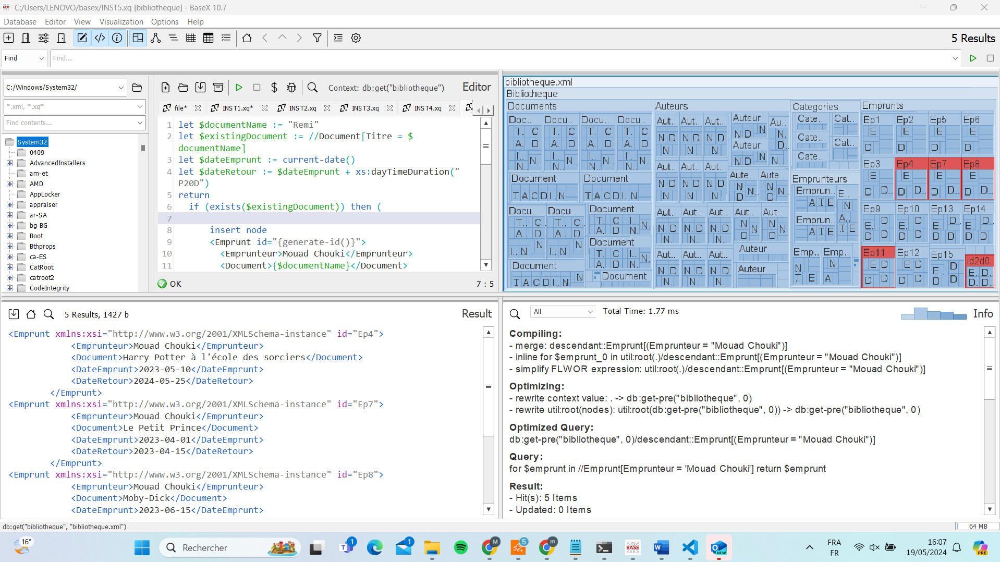 C:/Users/LENOVO/basex/INST5.xq [bibliotheque] - BaseX 10.7
Database Editor View Visualization Options Help
5 Results
Find
Find...
C:/Windows/System32/
*.xml, *.xq*
Find contents...
System32
0409
AdvancedInstallers
am-et
AMD
AppLocker
appraiser
ar-SA
bg-BG
Boot
Bthprops
ca-ES
CatRoot
catroot2
CodeIntegrity
Context: db:get("bibliotheque")
Editor
file* INST1.xq* INST2.xq INST3.xq INST4.xq
1 let $documentName := "Remi"
2 let $existingDocument := //Document[Titre = $
documentName]
3 let $dateEmprunt := current-date()
4 let $dateRetour := $dateEmprunt + xs:dayTimeDuration("
P20D")
5 return
6 if (exists($existingDocument)) then (
7
8 insert node
9 <Emprunt id="{generate-id()}">
10 <Emprunteur>Mouad Chouki</Emprunteur>
11 <Document>{$documentName}</Document>
OK
7 : 5
bibliotheque.xml
Bibliotheque
Documents
Doc.. Docu.. Docu.. Docu..
T. C T. C T. C T. C
A. D A. D A. D A. D
I.. N.. I.. N.. I.. N.. I.. N..
Document Document
T A C D I.. N T A C D I.. N
Docu.. Docu.. Document
Document
Document
Document
Auteurs
Aut.. Aut.. Aut.. Auteur Au..
Auteur
Aut.. Aut.. Aut.. Aute.. Aute..
Aut.. Aut.. Aut.. Aut.. Aut..
Auteur
Aut.. Aut.. Aut.. Auteur
Categories
Cate.. Cat..
Cate..
Cat..
Cate..
Emprunteurs
Emprun.. E..
A T E
Emprun..
A T E
Emp.. Emp..
Emprunts
Ep1 Ep2 Ep5 Ep6
Ep3 Ep4 Ep7 Ep8
Ep9 Ep10 Ep13 Ep14
Ep11 Ep12 Ep15 id2d0
5 Results, 1427 b
Result
<Emprunt xmlns:xsi="http://www.w3.org/2001/XMLSchema-instance" id="Ep4">
<Emprunteur>Mouad Chouki</Emprunteur>
<Document>Harry Potter à l'école des sorciers</Document>
<DateEmprunt>2023-05-10</DateEmprunt>
<DateRetour>2024-05-25</DateRetour>
</Emprunt>
<Emprunt xmlns:xsi="http://www.w3.org/2001/XMLSchema-instance" id="Ep7">
<Emprunteur>Mouad Chouki</Emprunteur>
<Document>Le Petit Prince</Document>
<DateEmprunt>2023-04-01</DateEmprunt>
<DateRetour>2023-04-15</DateRetour>
</Emprunt>
<Emprunt xmlns:xsi="http://www.w3.org/2001/XMLSchema-instance" id="Ep8">
<Emprunteur>Mouad Chouki</Emprunteur>
<Document>Moby-Dick</Document>
<DateEmprunt>2023-06-15</DateEmprunt>
All
Total Time: 1.77 ms
Info
Compiling:
- merge: descendant::Emprunt[(Emprunteur = "Mouad Chouki")]
- inline for $emprunt_0 in util:root(.)/descendant::Emprunt[(Emprunteur = "Mouad Chouki")]
- simplify FLWOR expression: util:root(.)/descendant::Emprunt[(Emprunteur = "Mouad Chouki")]
Optimizing:
- rewrite context value: . -> db:get-pre("bibliotheque", 0)
- rewrite util:root(nodes): util:root(db:get-pre("bibliotheque", 0)) -> db:get-pre("bibliotheque", 0)
Optimized Query:
db:get-pre("bibliotheque", 0)/descendant::Emprunt[(Emprunteur = "Mouad Chouki")]
Query:
for $emprunt in //Emprunt[Emprunteur = 'Mouad Chouki'] return $emprunt
Result:
- Hit(s): 5 Items
- Updated: 0 Items
db:get("bibliotheque", "bibliotheque.xml")
64 MB
16°
Rechercher
1
1
M
5
m
BASE
NEW
FRA
FR
16:07
19/05/2024
PRE